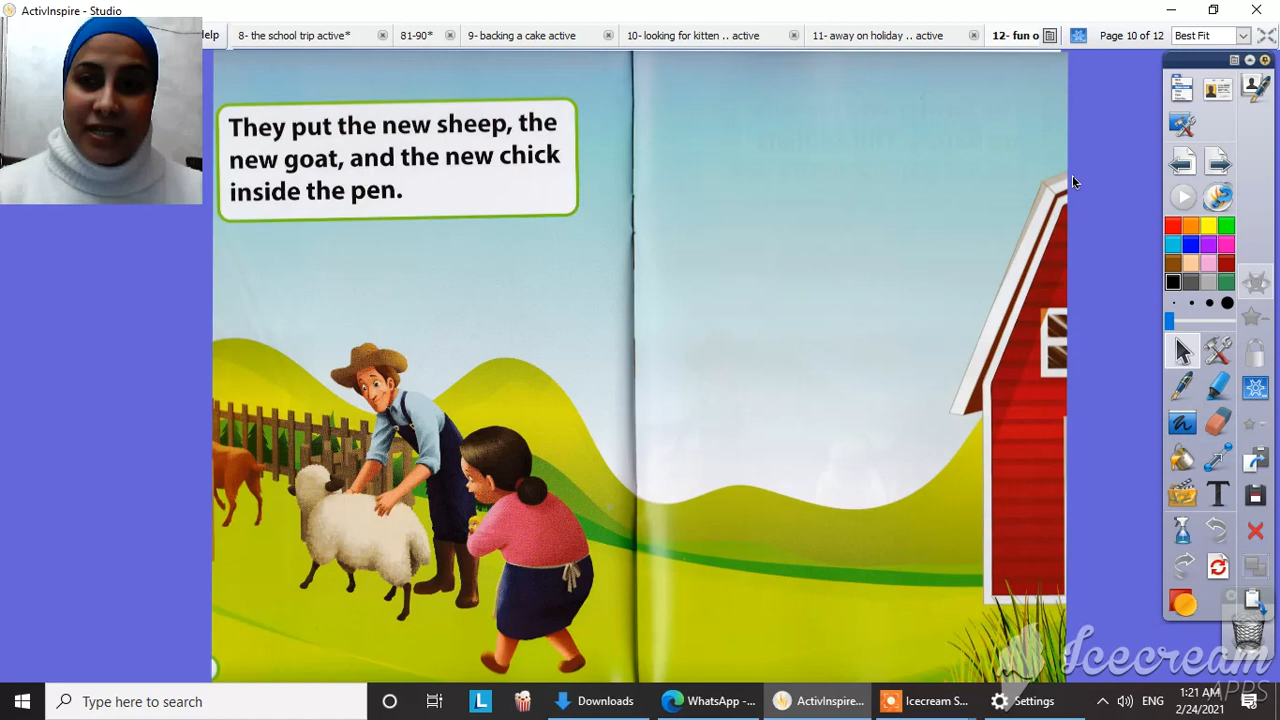 ActivInspire - Studio
elp
8- the school trip active*
81-90*
9-backing a cake active
10-looking for kitten .. active
11- away on holiday .. active
12- fun o
Page 10 of 12
Best Fit
They put the new sheep, the
new goat, and the new chick
inside the pen.
T
Icecream
APPS
Type here to search
L
Downloads
WhatsApp -...
ActivInspire...
Icecream S...
Settings
ENG
1:21 AM
2/24/2021